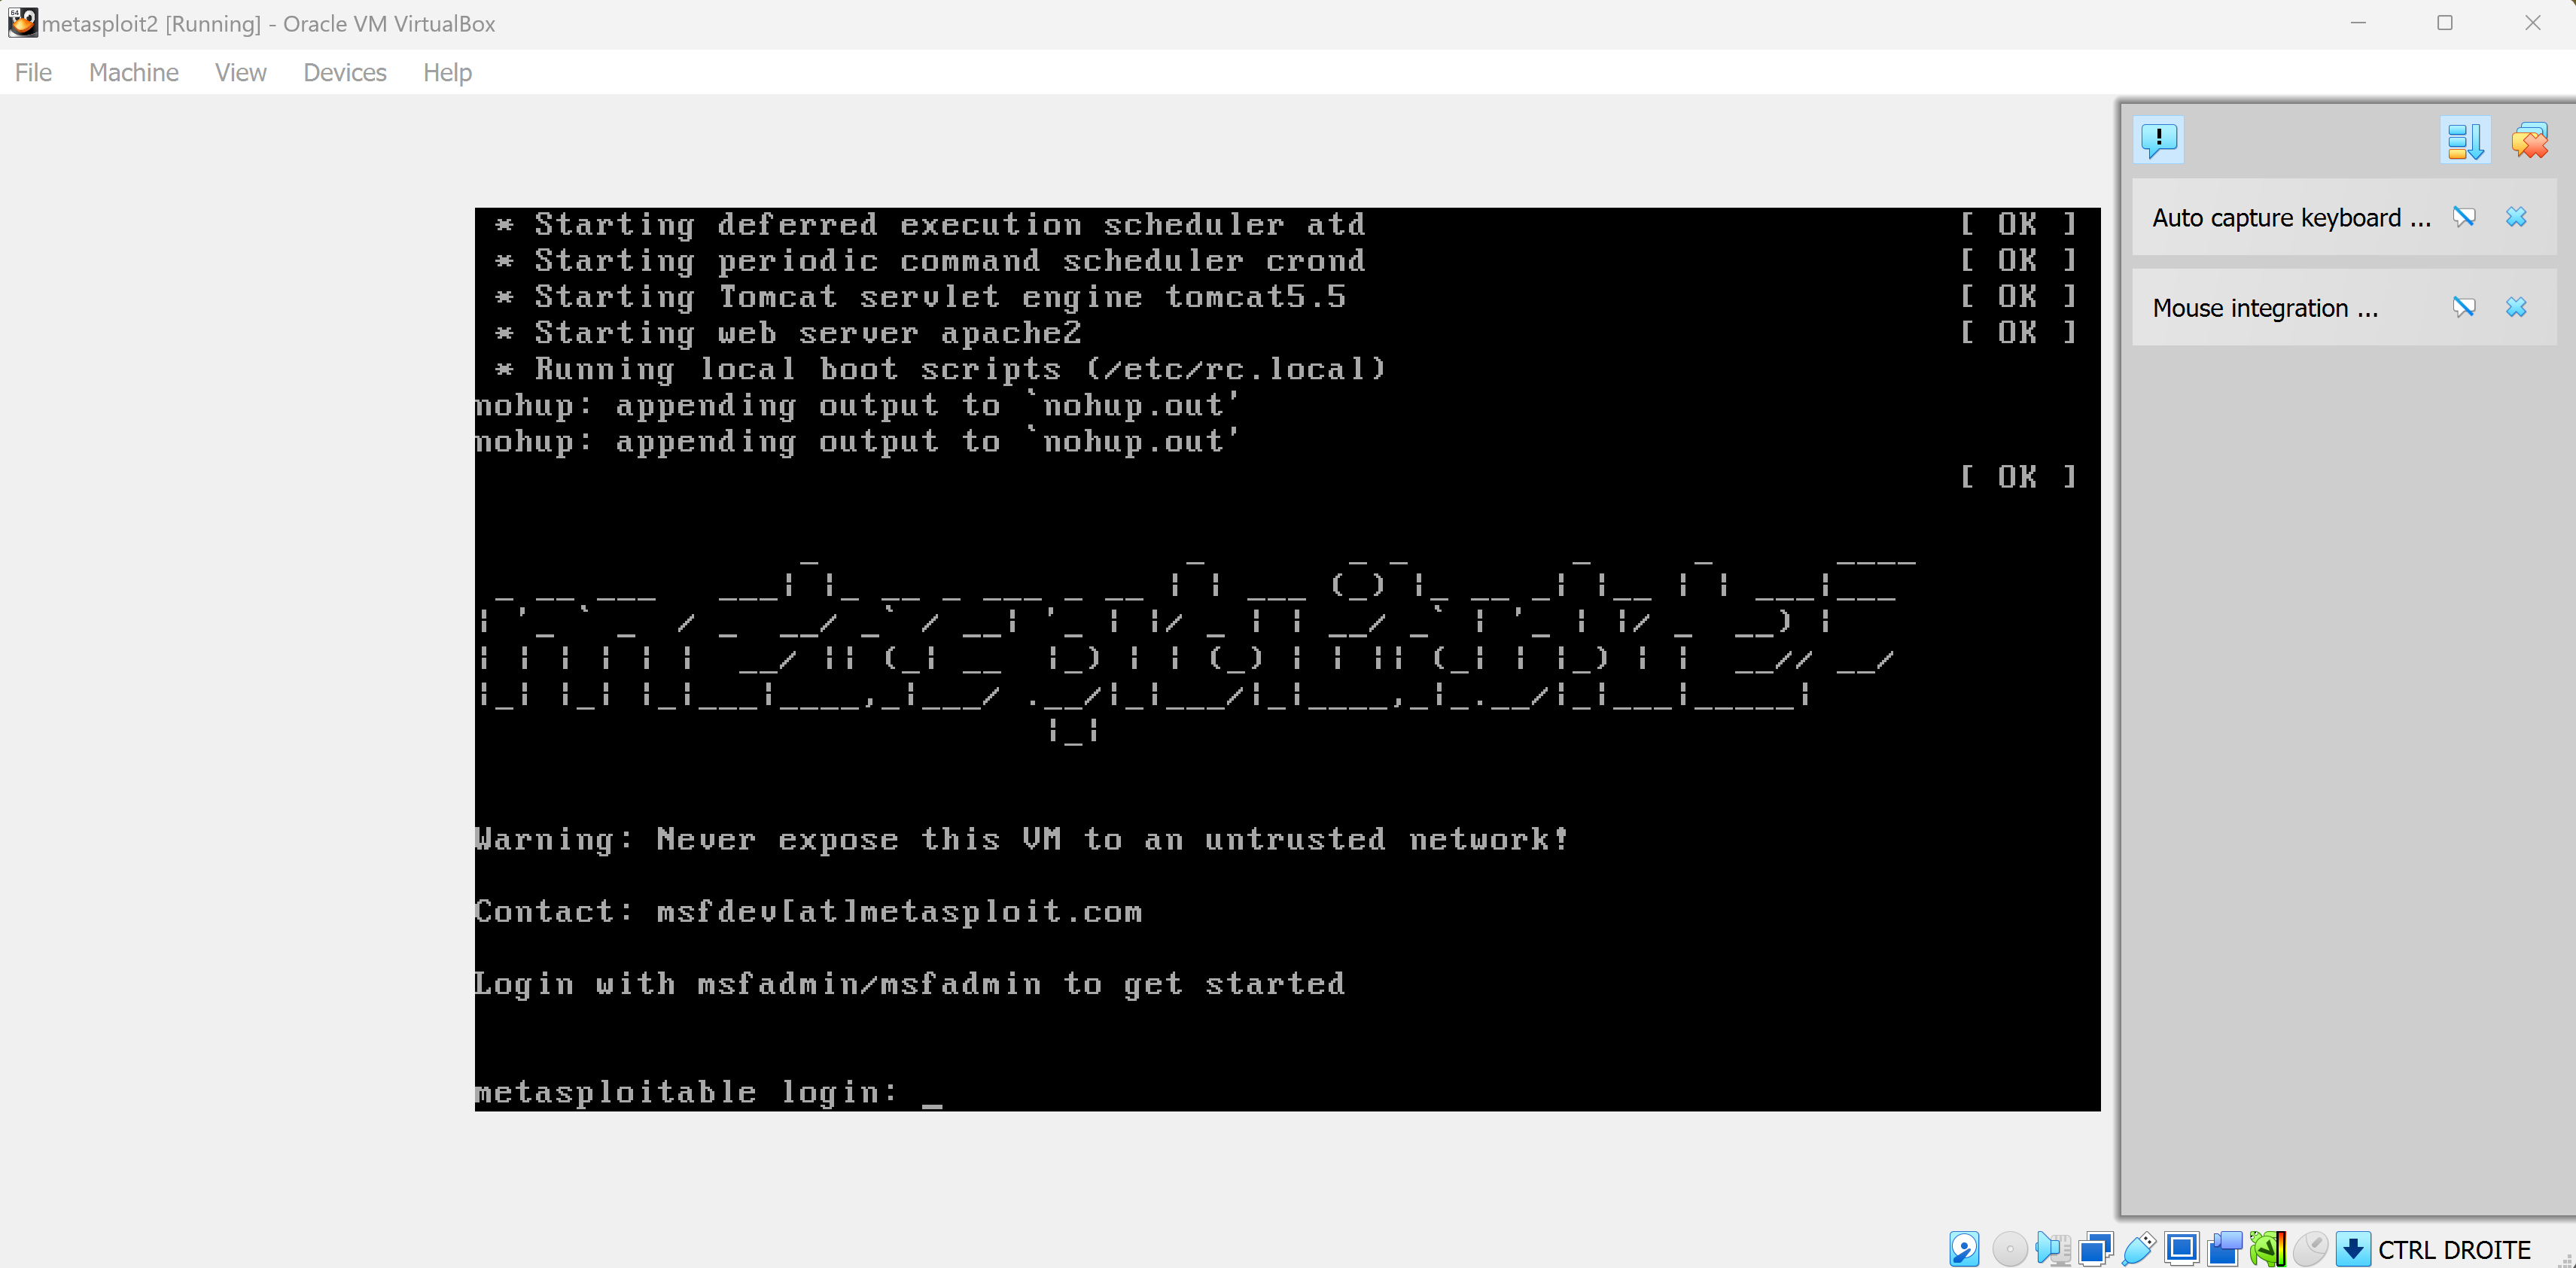 metasploit2 [Running] - Oracle VM VirtualBox
File Machine View Devices Help
* Starting deferred execution scheduler atd [ OK ]
* Starting periodic command scheduler crond [ OK ]
* Starting Tomcat servlet engine tomcat5.5 [ OK ]
* Starting web server apache2 [ OK ]
* Running local boot scripts (/etc/rc.local)
nohup: appending output to `nohup.out'
nohup: appending output to `nohup.out'
[ OK ]
metasploitable2
Warning: Never expose this VM to an untrusted network!
Contact: msfdev[at]metasploit.com
Login with msfadmin/msfadmin to get started
metasploitable login: _
Auto capture keyboard ...
Mouse integration ...
CTRL DROITE